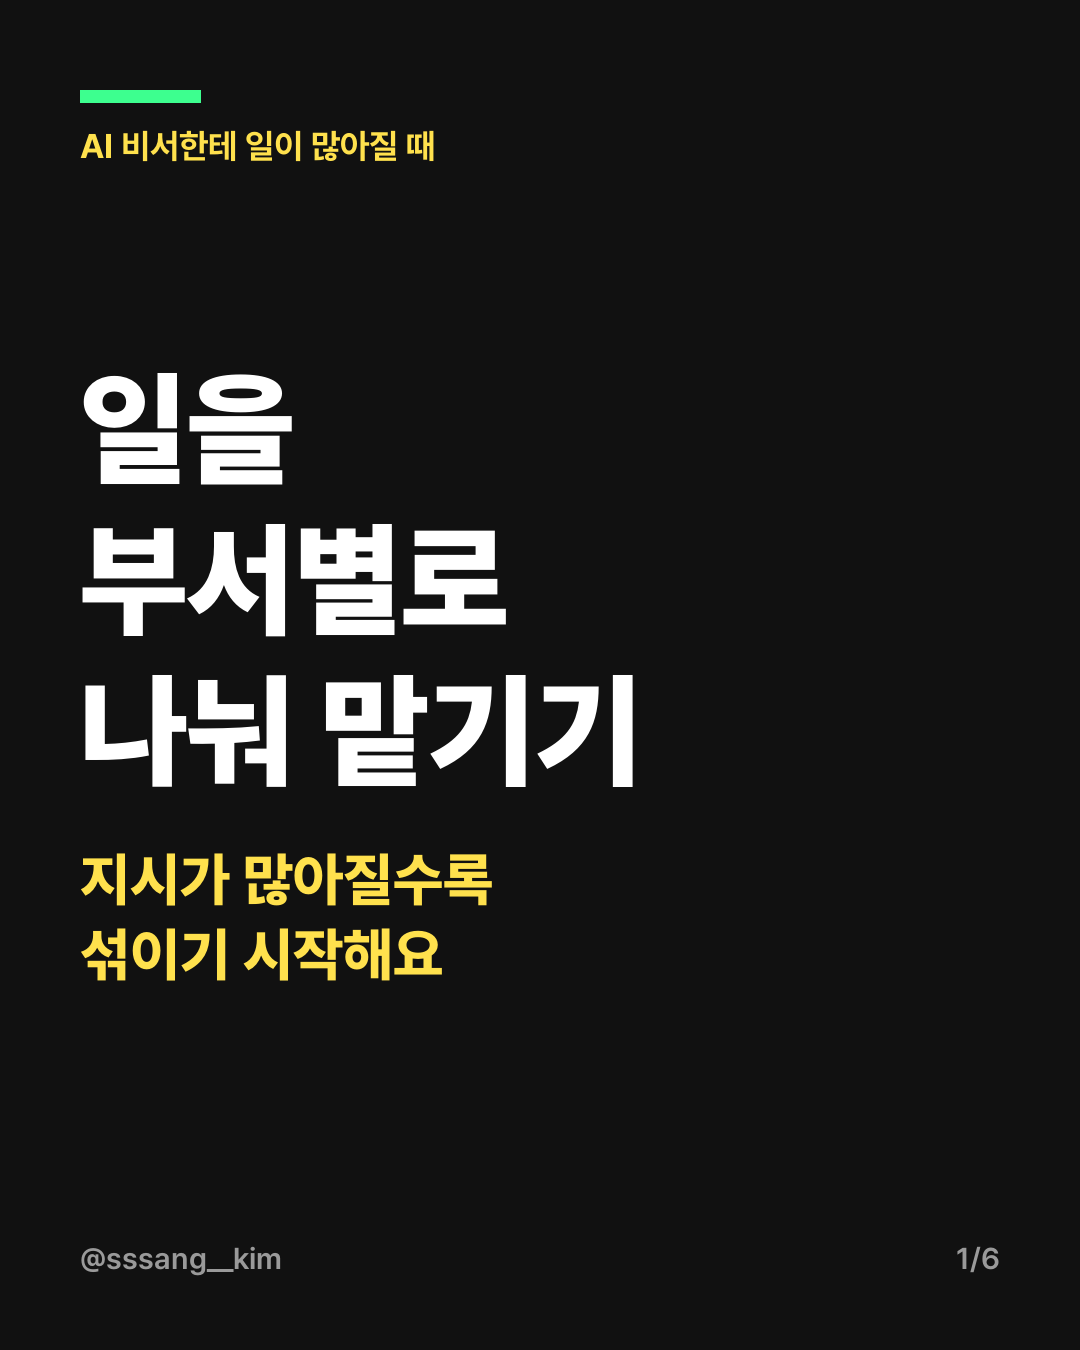 AI 비서한테 일이 많아질 때
일을
부서별로
나눠 맡기기
지시가 많아질수록
섞이기 시작해요
@sssang__kim
1/6